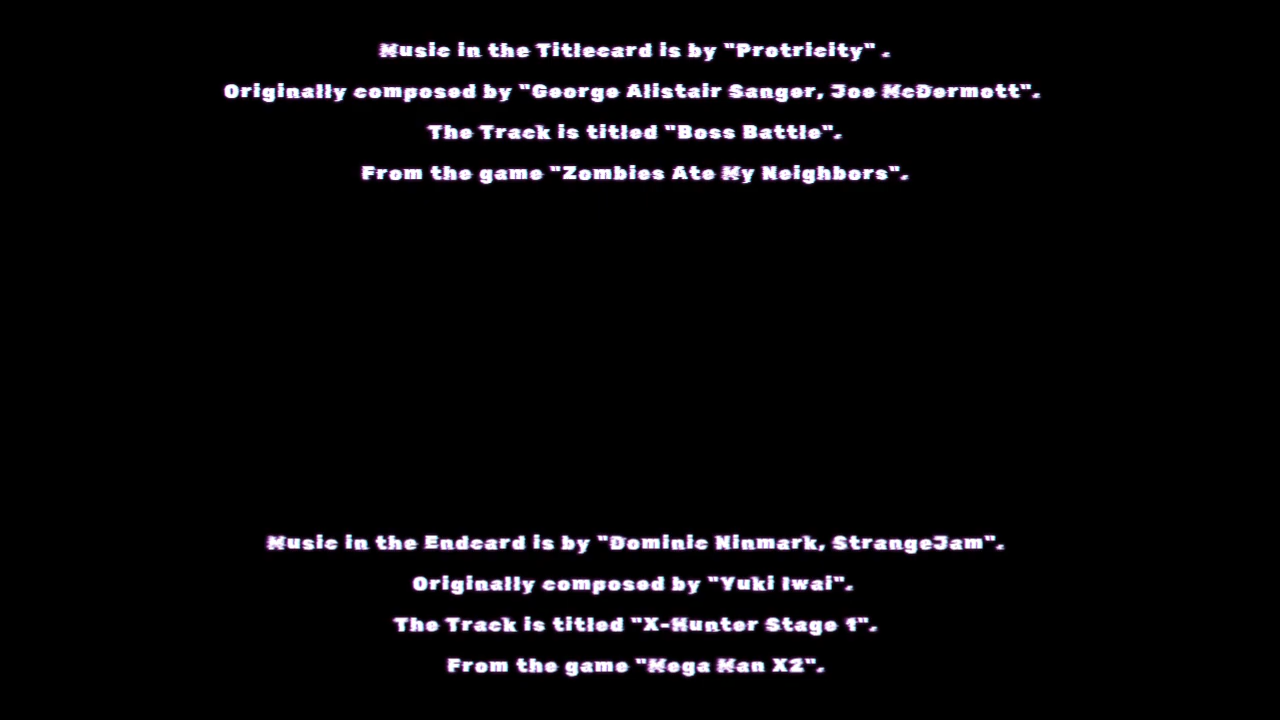 Music in the Titlecard is by "Protricity" .
Originally composed by "George Alistair Sanger, Joe McDermott".
The Track is titled "Boss Battle".
From the game "Zombies Ate My Neighbors".
Music in the Endcard is by "Dominic Ninmark, StrangeJam".
Originally composed by "Yuki Iwai".
The Track is titled "X-Hunter Stage 1".
From the game "Mega Man X2".